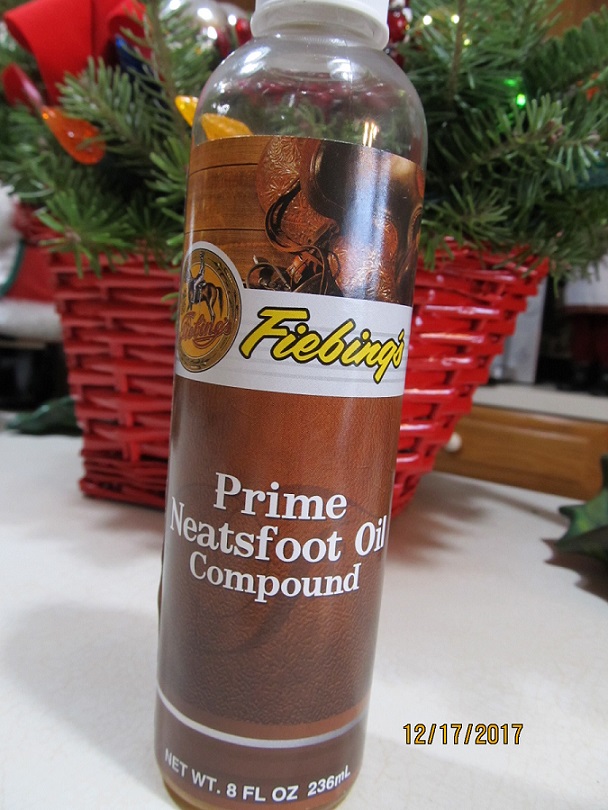 Fiebing's
Prime
Neatsfoot Oil
Compound
NET WT. 8 FL OZ 236mL
12/17/2017